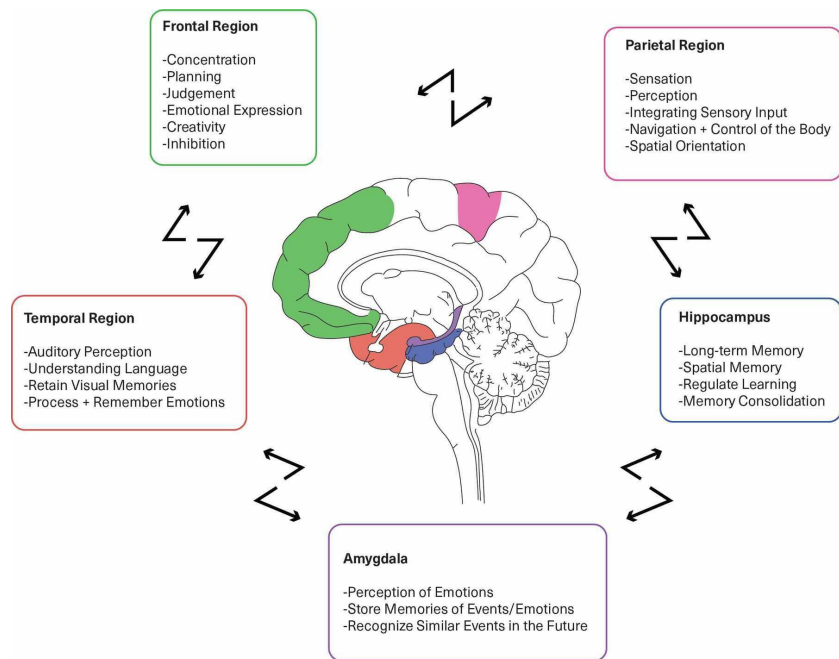 Frontal Region
-Concentration
-Planning
-Judgement
-Emotional Expression
-Creativity
-Inhibition
Parietal Region
-Sensation
-Perception
-Integrating Sensory Input
-Navigation + Control of the Body
-Spatial Orientation
Temporal Region
-Auditory Perception
-Understanding Language
-Retain Visual Memories
-Process + Remember Emotions
Hippocampus
-Long-term Memory
-Spatial Memory
-Regulate Learning
-Memory Consolidation
Amygdala
-Perception of Emotions
-Store Memories of Events/Emotions
-Recognize Similar Events in the Future